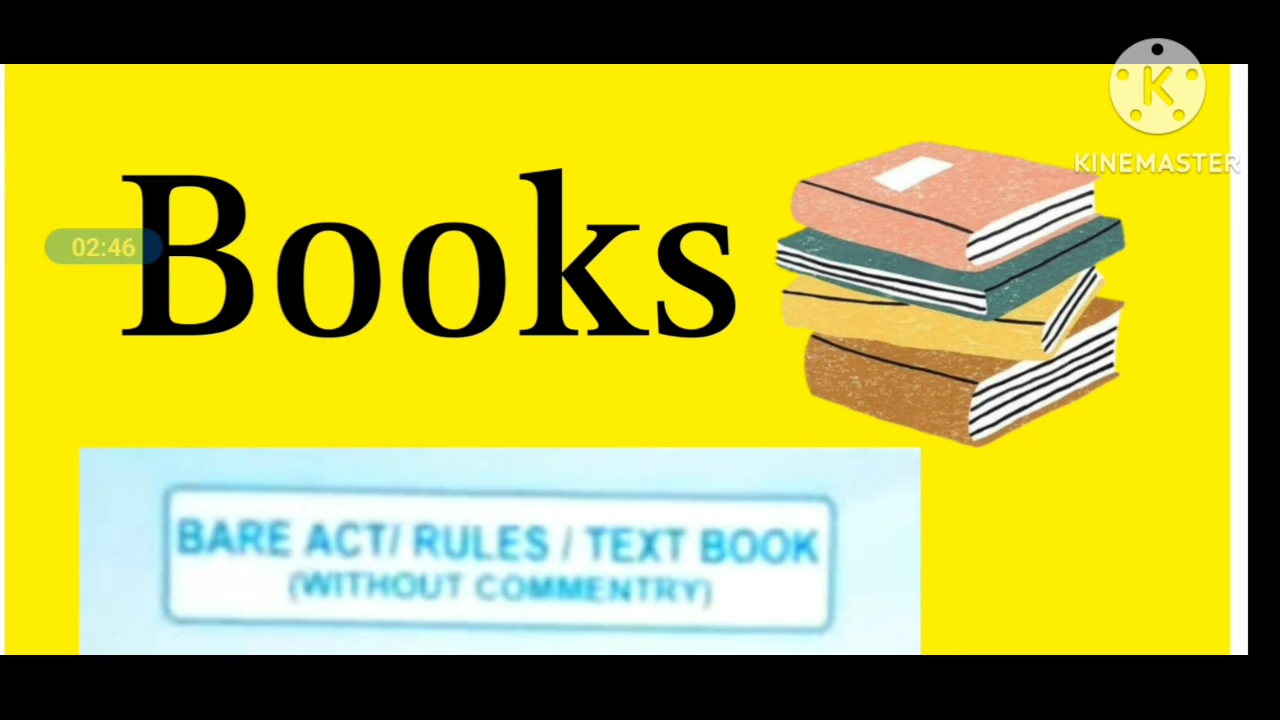 KINEMASTER
Books
02:46
BARE ACT/ RULES / TEXT BOOK
(WITHOUT COMMENTRY)